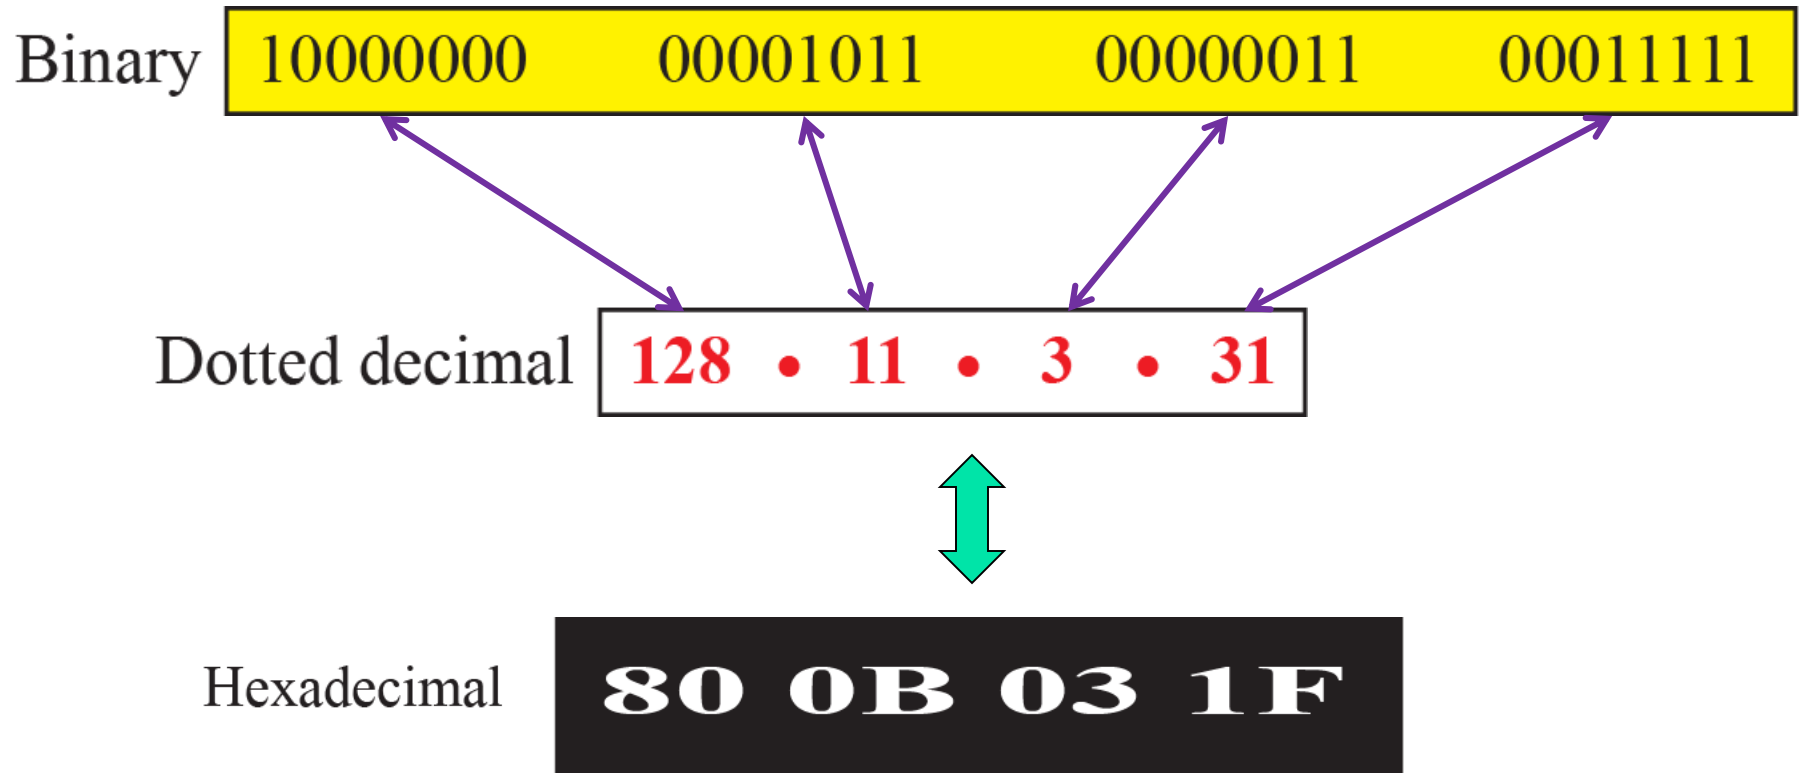 Binary 10000000 00001011 00000011 00011111
Dotted decimal 128 • 11 • 3 • 31
Hexadecimal 80 0B 03 1F